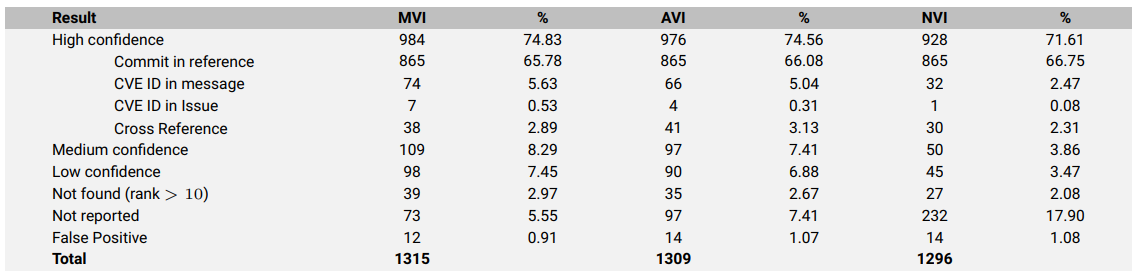 Result MVI % AVI % NVI %
High confidence 984 74.83 976 74.56 928 71.61
Commit in reference 865 65.78 865 66.08 865 66.75
CVE ID in message 74 5.63 66 5.04 32 2.47
CVE ID in Issue 7 0.53 4 0.31 1 0.08
Cross Reference 38 2.89 41 3.13 30 2.31
Medium confidence 109 8.29 97 7.41 50 3.86
Low confidence 98 7.45 90 6.88 45 3.47
Not found (rank > 10) 39 2.97 35 2.67 27 2.08
Not reported 73 5.55 97 7.41 232 17.90
False Positive 12 0.91 14 1.07 14 1.08
Total 1315 1309 1296